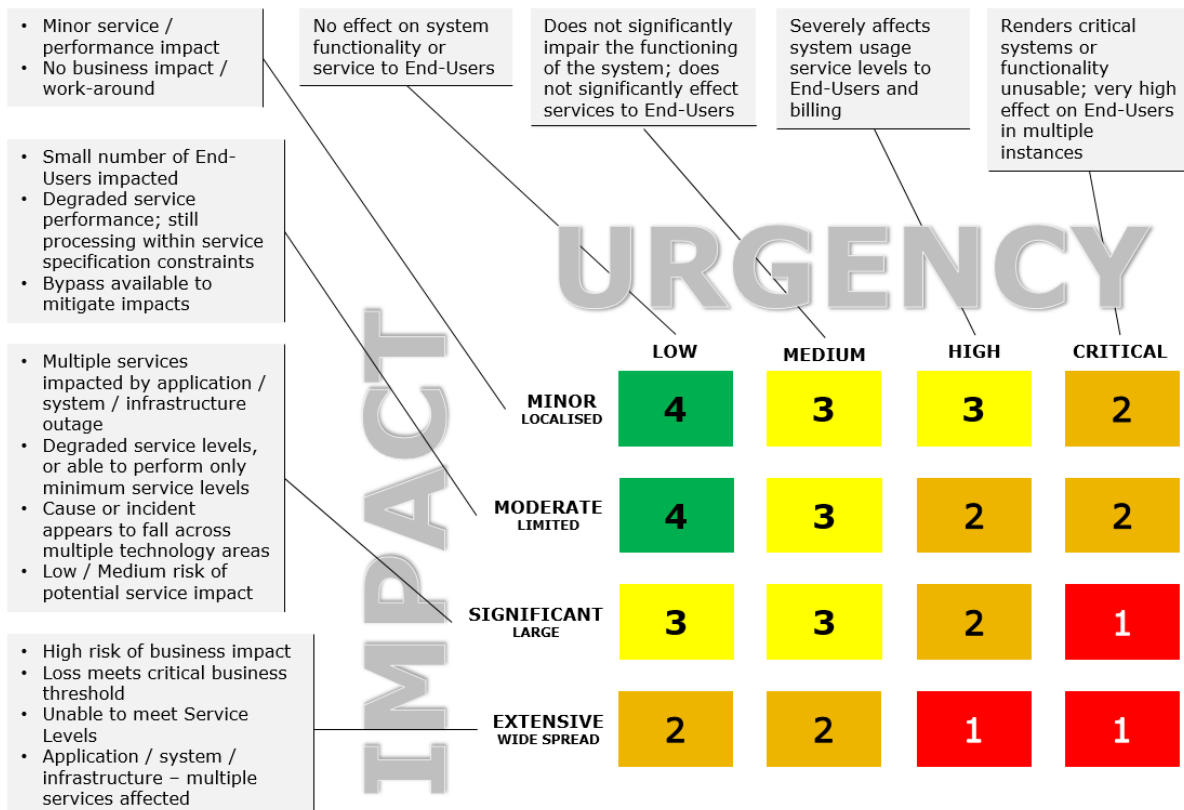 • Minor service /
performance impact
• No business impact /
work-around
No effect on system
functionality or
service to End-Users
Does not significantly
impair the functioning
of the system; does
not significantly effect
services to End-Users
Severely affects
system usage
service levels to
End-Users and
billing
Renders critical
systems or
functionality
unusable; very high
effect on End-Users
in multiple
instances
• Small number of End-
Users impacted
• Degraded service
performance; still
processing within service
specification constraints
• Bypass available to
mitigate impacts
• Multiple services
impacted by application /
system / infrastructure
outage
• Degraded service levels,
or able to perform only
minimum service levels
• Cause or incident
appears to fall across
multiple technology areas
• Low / Medium risk of
potential service impact
• High risk of business impact
• Loss meets critical business
threshold
• Unable to meet Service
Levels
• Application / system /
infrastructure – multiple
services affected
URGENCY
IMPACT
LOW MEDIUM HIGH CRITICAL
MINOR
LOCALISED
4 3 3 2
MODERATE
LIMITED
4 3 2 2
SIGNIFICANT
LARGE
3 3 2 1
EXTENSIVE
WIDE SPREAD
2 2 1 1